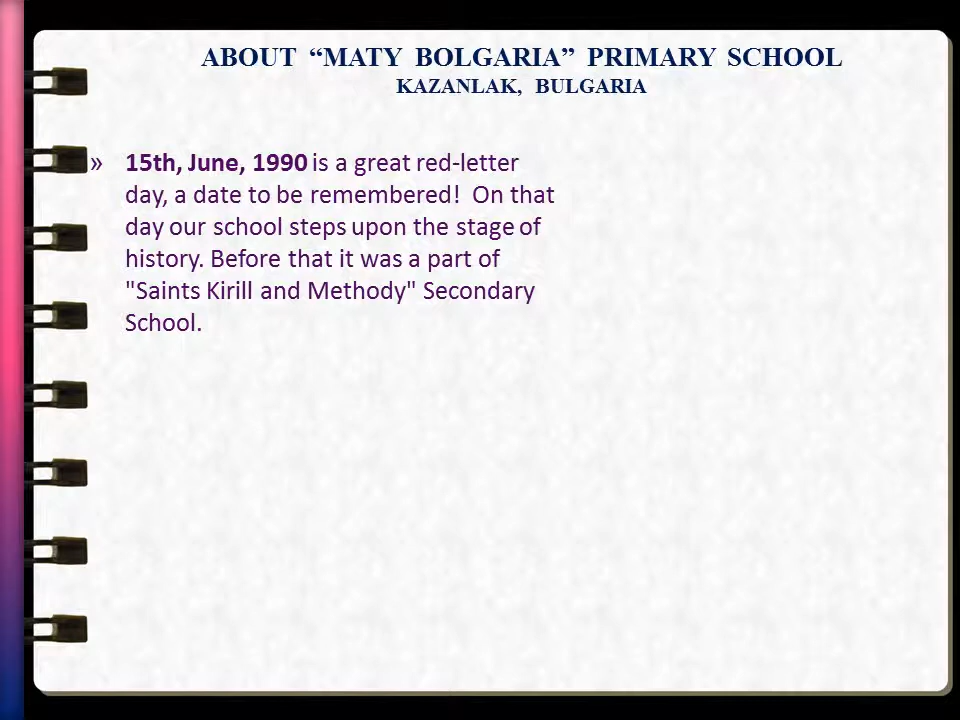 ABOUT “MATY BOLGARIA” PRIMARY SCHOOL
KAZANLAK, BULGARIA
» 15th, June, 1990 is a great red-letter
day, a date to be remembered! On that
day our school steps upon the stage of
history. Before that it was a part of
"Saints Kirill and Methody" Secondary
School.